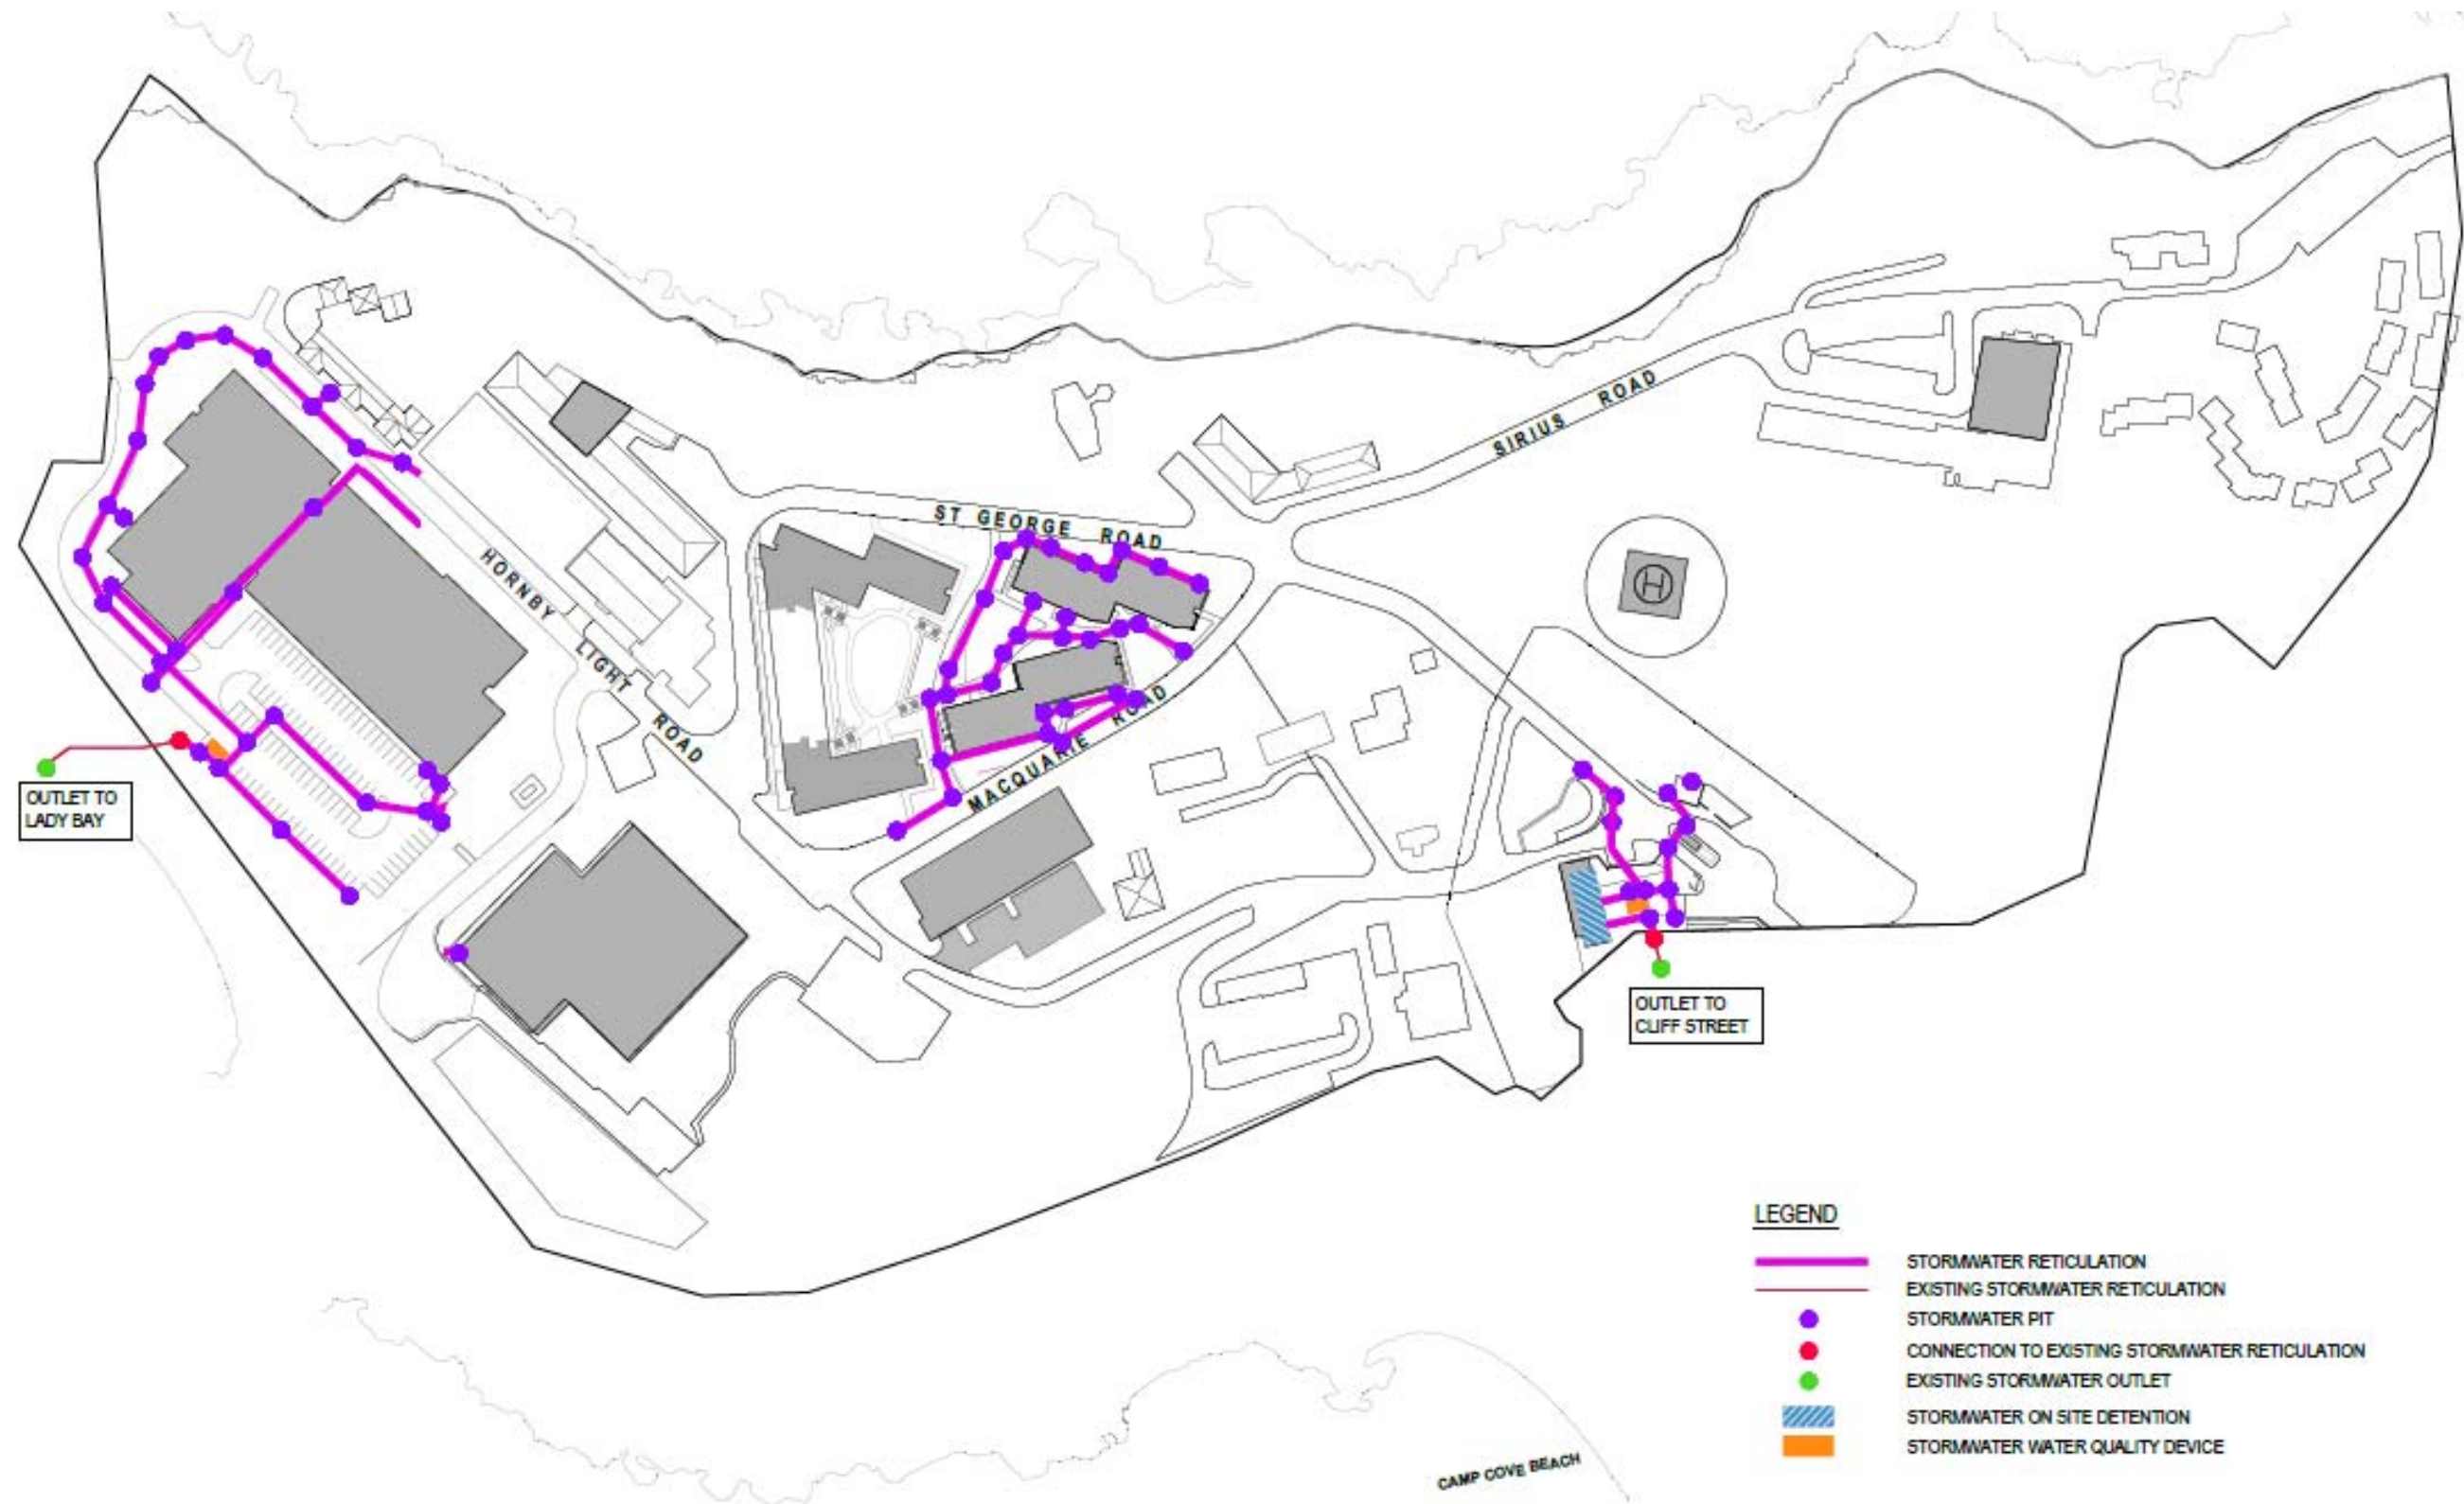 SIRIUS ROAD
ST GEORGE ROAD
HORNBY LIGHT ROAD
H
MACQUARIE ROAD
OUTLET TO
LADY BAY
OUTLET TO
CLIFF STREET
LEGEND
STORMWATER RETICULATION
EXISTING STORMWATER RETICULATION
STORMWATER PIT
CONNECTION TO EXISTING STORMWATER RETICULATION
EXISTING STORMWATER OUTLET
STORMWATER ON SITE DETENTION
STORMWATER WATER QUALITY DEVICE
CAMP COVE BEACH